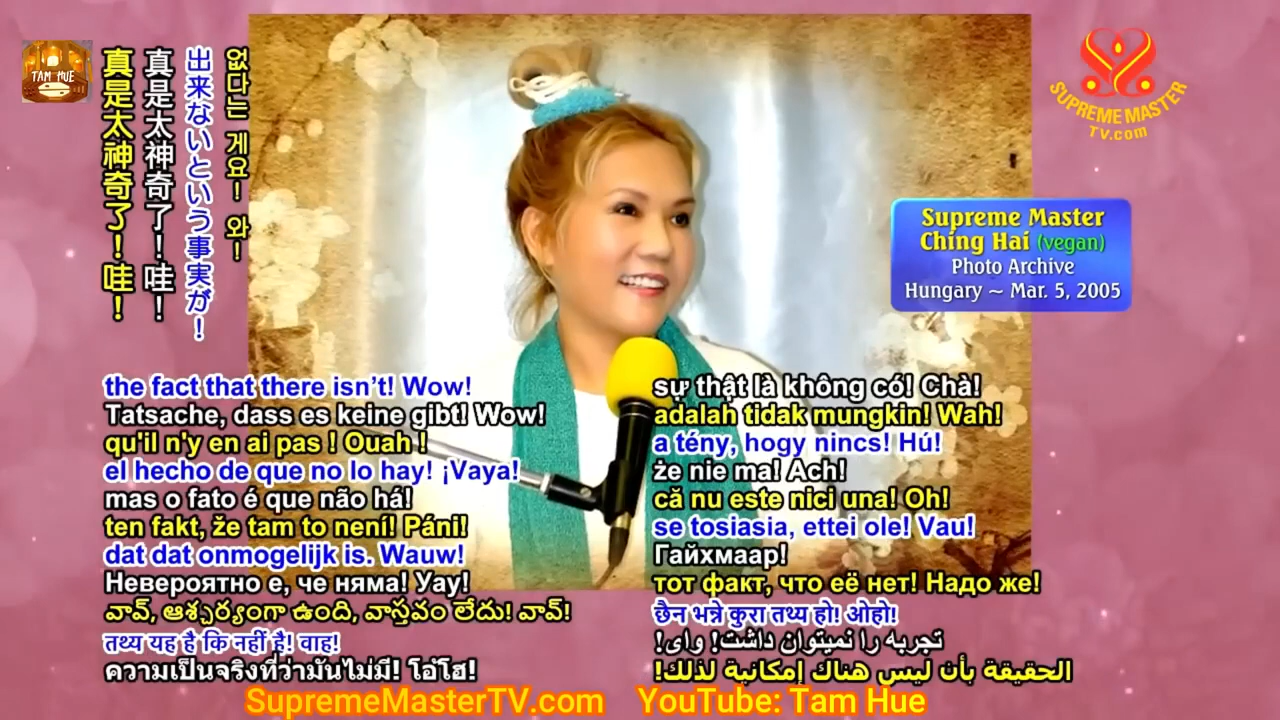 TAM HUE
真是太神奇了！哇！
真是太神奇了！哇！
出来ないという事実が！
없다는 게요! 와!
SUPREME MASTER
TV.com
Supreme Master
Ching Hai (vegan)
Photo Archive
Hungary ~ Mar. 5, 2005
the fact that there isn't! Wow!
Tatsache, dass es keine gibt! Wow!
qu'il n'y en ai pas ! Ouah !
el hecho de que no lo hay! ¡Vaya!
mas o fato é que não há!
ten fakt, že tam to není! Páni!
dat dat onmogelijk is. Wauw!
Невероятно е, че няма! Уау!
వావ్, ఆశ్చర్యంగా ఉంది, వాస్తవం లేదు! వావ్!
तथ्य यह है कि नहीं है! वाह!
ความเป็นจริงที่ว่ามันไม่มี! โอ้โฮ!
sự thật là không có! Chà!
adalah tidak mungkin! Wah!
a tény, hogy nincs! Hú!
że nie ma! Ach!
că nu este nici una! Oh!
se tosiasia, ettei ole! Vau!
Гайхмаар!
тот факт, что её нет! Надо же!
छैन भन्ने कुरा तथ्य हो! ओहो!
تجربه را نمیتوان داشت! وای!
الحقيقة بأن ليس هناك إمكانية لذلك!
SupremeMasterTV.com
YouTube: Tam Hue